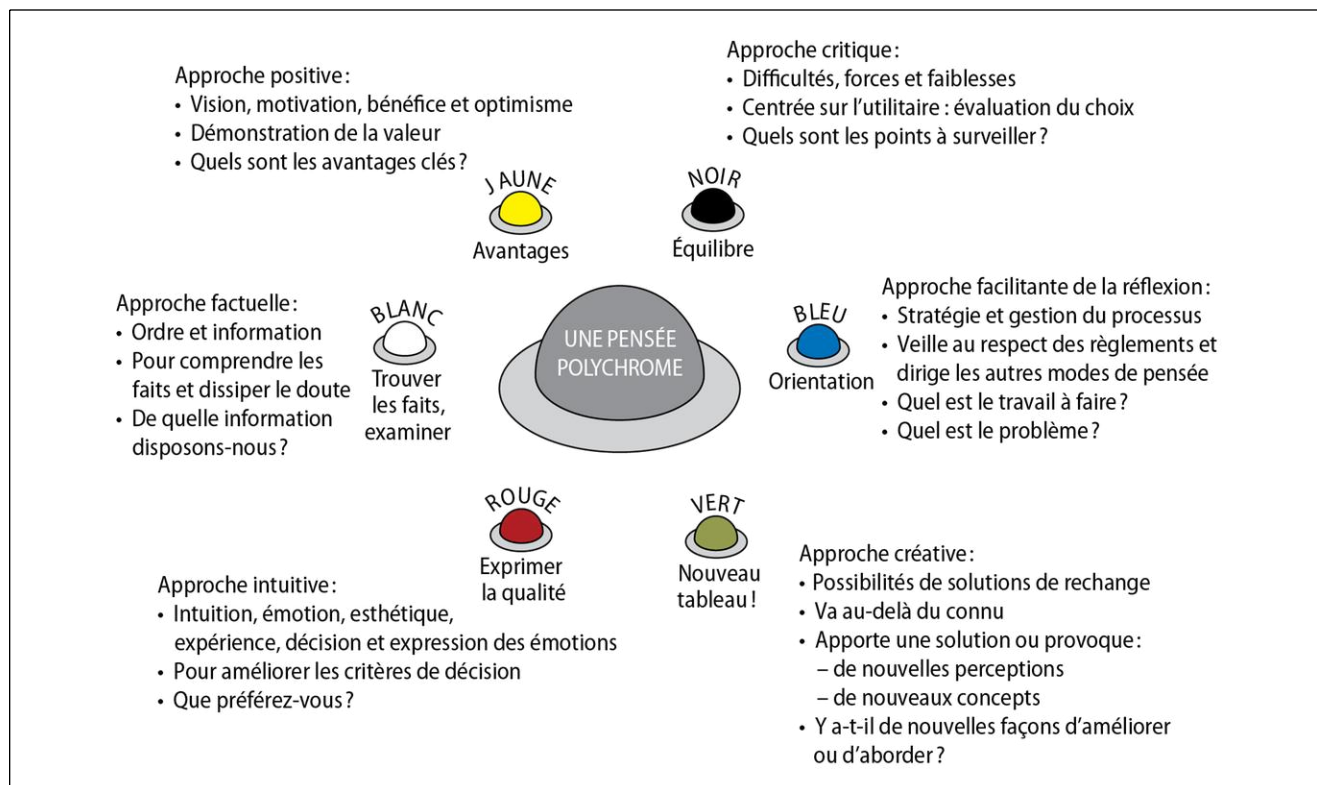 Approche positive :
• Vision, motivation, bénéfice et optimisme
• Démonstration de la valeur
• Quels sont les avantages clés ?
JAUNE
Avantages
Approche critique :
• Difficultés, forces et faiblesses
• Centrée sur l'utilitaire : évaluation du choix
• Quels sont les points à surveiller ?
NOIR
Équilibre
Approche factuelle :
• Ordre et information
• Pour comprendre les
faits et dissiper le doute
• De quelle information
disposons-nous ?
BLANC
Trouver
les faits,
examiner
UNE PENSÉE
POLYCHROME
BLEU
Orientation
Approche facilitante de la réflexion :
• Stratégie et gestion du processus
• Veille au respect des règlements et
dirige les autres modes de pensée
• Quel est le travail à faire ?
• Quel est le problème ?
ROUGE
Exprimer
la qualité
Approche intuitive :
• Intuition, émotion, esthétique,
expérience, décision et expression des émotions
• Pour améliorer les critères de décision
• Que préférez-vous ?
VERT
Nouveau
tableau !
Approche créative :
• Possibilités de solutions de rechange
• Va au-delà du connu
• Apporte une solution ou provoque :
– de nouvelles perceptions
– de nouveaux concepts
• Y a-t-il de nouvelles façons d'améliorer
ou d'aborder ?